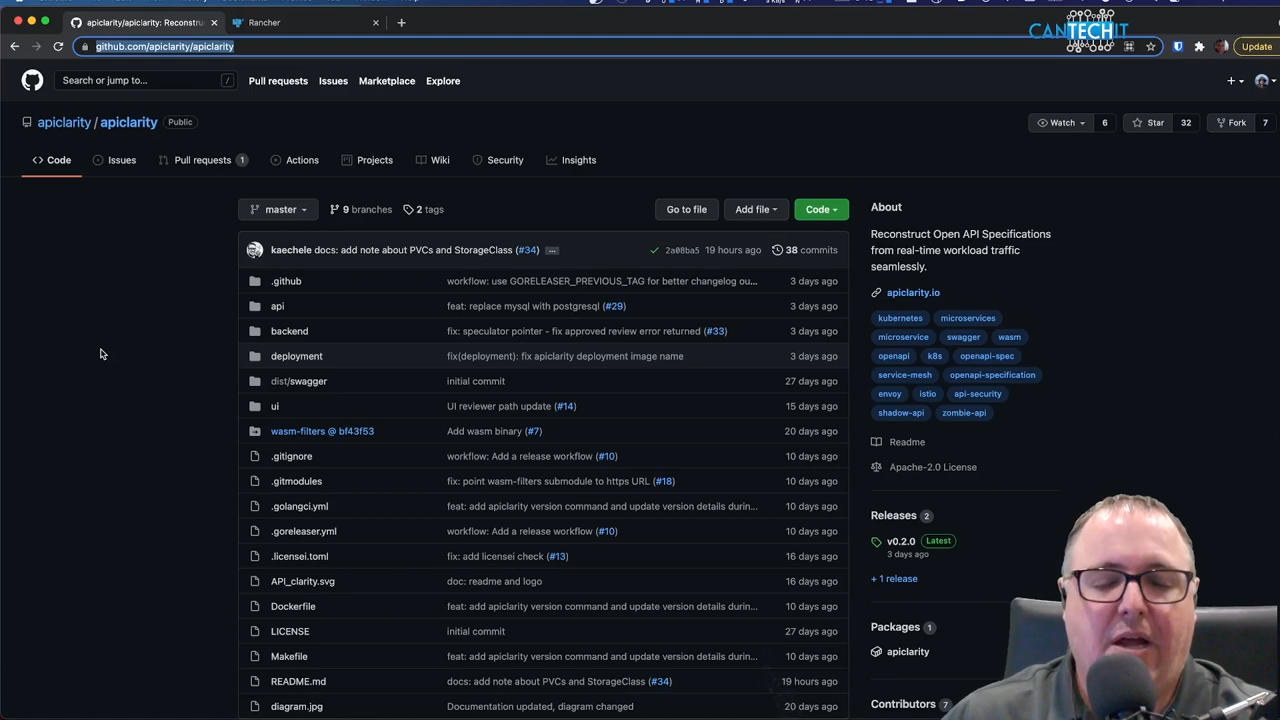 apiclarity/apiclarity: Reconstru
Rancher
CANTECHIT
github.com/apiclarity/apiclarity
Update
Search or jump to...
/
Pull requests
Issues
Marketplace
Explore
apiclarity / apiclarity
Public
Watch
6
Star
32
Fork
7
Code
Issues
Pull requests
1
Actions
Projects
Wiki
Security
Insights
master
9 branches
2 tags
Go to file
Add file
Code
kaechele docs: add note about PVCs and StorageClass (#34)
2a08ba5
19 hours ago
38 commits
.github
workflow: use GORELEASER_PREVIOUS_TAG for better changelog ou...
3 days ago
api
feat: replace mysql with postgresql (#29)
3 days ago
backend
fix: speculator pointer - fix approved review error returned (#33)
3 days ago
deployment
fix(deployment): fix apiclarity deployment image name
3 days ago
dist/swagger
initial commit
27 days ago
ui
UI reviewer path update (#14)
15 days ago
wasm-filters @ bf43f53
Add wasm binary (#7)
20 days ago
.gitignore
workflow: Add a release workflow (#10)
10 days ago
.gitmodules
fix: point wasm-filters submodule to https URL (#18)
10 days ago
.golangci.yml
feat: add apiclarity version command and update version details durin...
10 days ago
.goreleaser.yml
workflow: Add a release workflow (#10)
10 days ago
.licensei.toml
fix: add licensei check (#13)
16 days ago
API_clarity.svg
doc: readme and logo
16 days ago
Dockerfile
feat: add apiclarity version command and update version details durin...
10 days ago
LICENSE
initial commit
27 days ago
Makefile
feat: add apiclarity version command and update version details durin...
10 days ago
README.md
docs: add note about PVCs and StorageClass (#34)
19 hours ago
diagram.jpg
Documentation updated, diagram changed
20 days ago
About
Reconstruct Open API Specifications
from real-time workload traffic
seamlessly.
apiclarity.io
kubernetes microservices
microservice swagger wasm
openapi k8s openapi-spec
service-mesh openapi-specification
envoy istio api-security
shadow-api zombie-api
Readme
Apache-2.0 License
Releases 2
v0.2.0 Latest
3 days ago
+ 1 release
Packages 1
apiclarity
Contributors 7